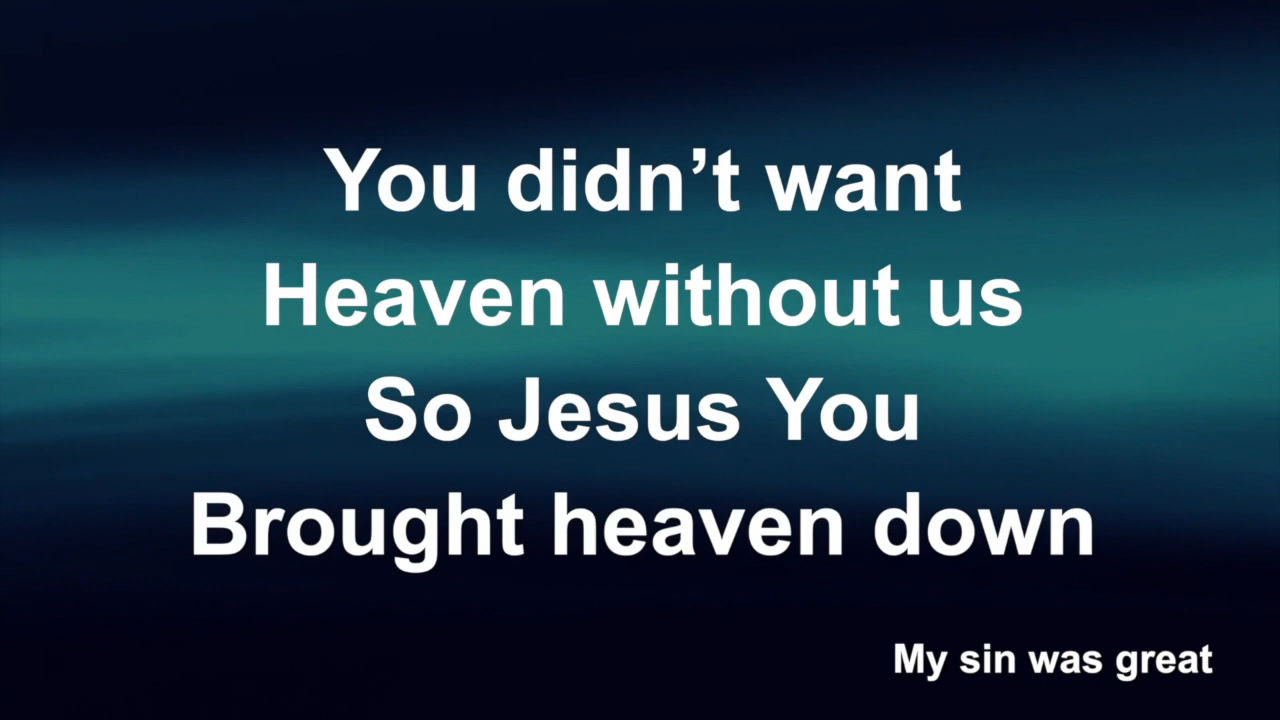 You didn’t want
Heaven without us
So Jesus You
Brought heaven down
My sin was great